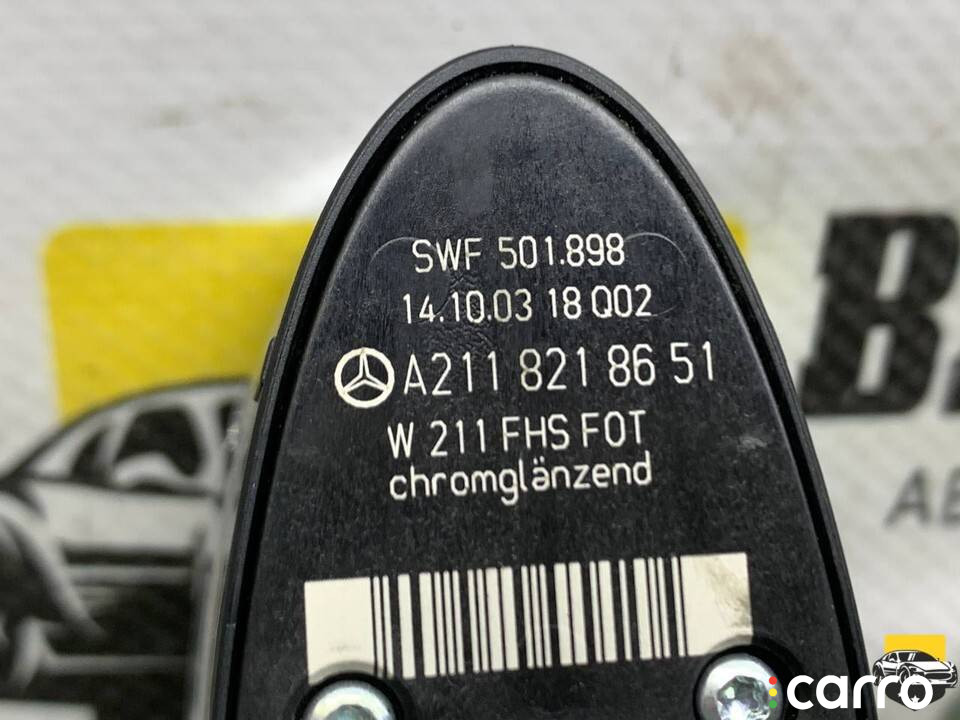 SWF 501.898
14.10.03 18 Q02
A211 821 86 51
W 211 FHS FOT
chromglänzend
carro